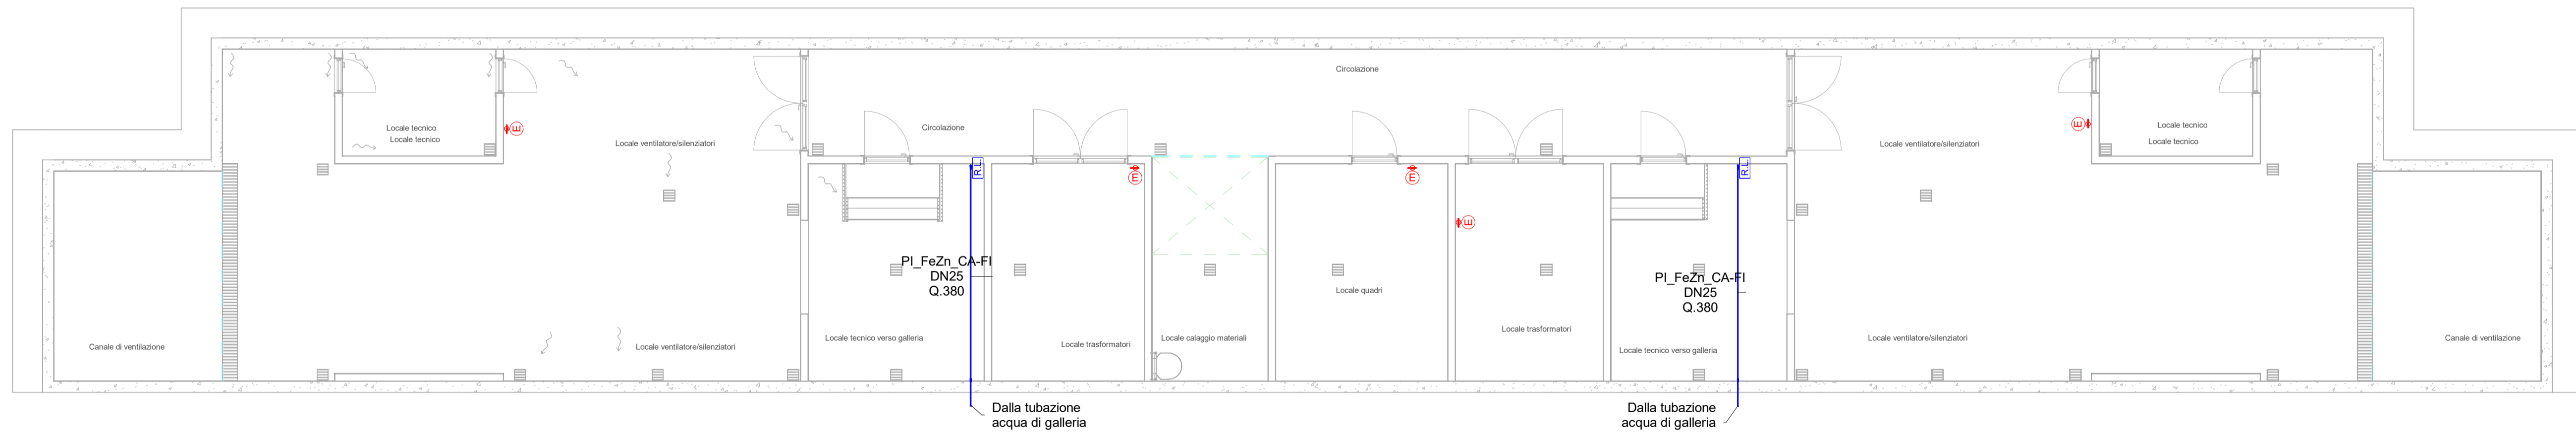 Circolazione
Circolazione
Locale tecnico
Locale tecnico
E
Locale ventilatore/silenziatori
Locale ventilatore/silenziatori
E
Locale tecnico
Locale tecnico
R.L.
E
E
R.L.
E
PI_FeZn_CA-FI
DN25
Q.380
PI_FeZn_CA-FI
DN25
Q.380
Locale quadri
Canale di ventilazione
Locale ventilatore/silenziatori
Locale tecnico verso galleria
Locale trasformatori
Locale calaggio materiali
Locale trasformatori
Locale tecnico verso galleria
Locale ventilatore/silenziatori
Canale di ventilazione
Dalla tubazione
acqua di galleria
Dalla tubazione
acqua di galleria